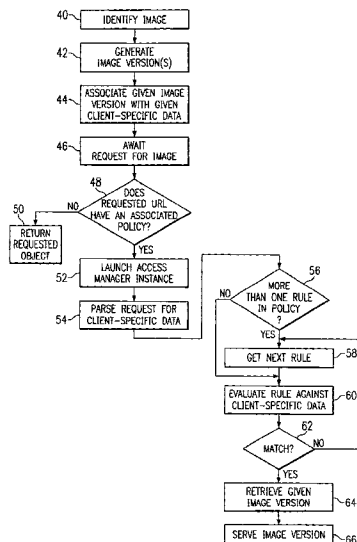 40
IDENTIFY IMAGE
42
GENERATE
IMAGE VERSION(S)
44
ASSOCIATE GIVEN IMAGE
VERSION WITH GIVEN
CLIENT-SPECIFIC DATA
46
AWAIT
REQUEST FOR IMAGE
48
DOES
REQUESTED URL
HAVE AN ASSOCIATED
POLICY?
NO
50
RETURN
REQUESTED
OBJECT
YES
52
LAUNCH ACCESS
MANAGER INSTANCE
54
PARSE REQUEST FOR
CLIENT-SPECIFIC DATA
56
MORE
THAN ONE RULE
IN POLICY
?
NO
YES
GET NEXT RULE
58
EVALUATE RULE AGAINST
CLIENT-SPECIFIC DATA
60
62
MATCH?
NO
YES
RETRIEVE GIVEN
IMAGE VERSION
64
SERVE IMAGE VERSION
66